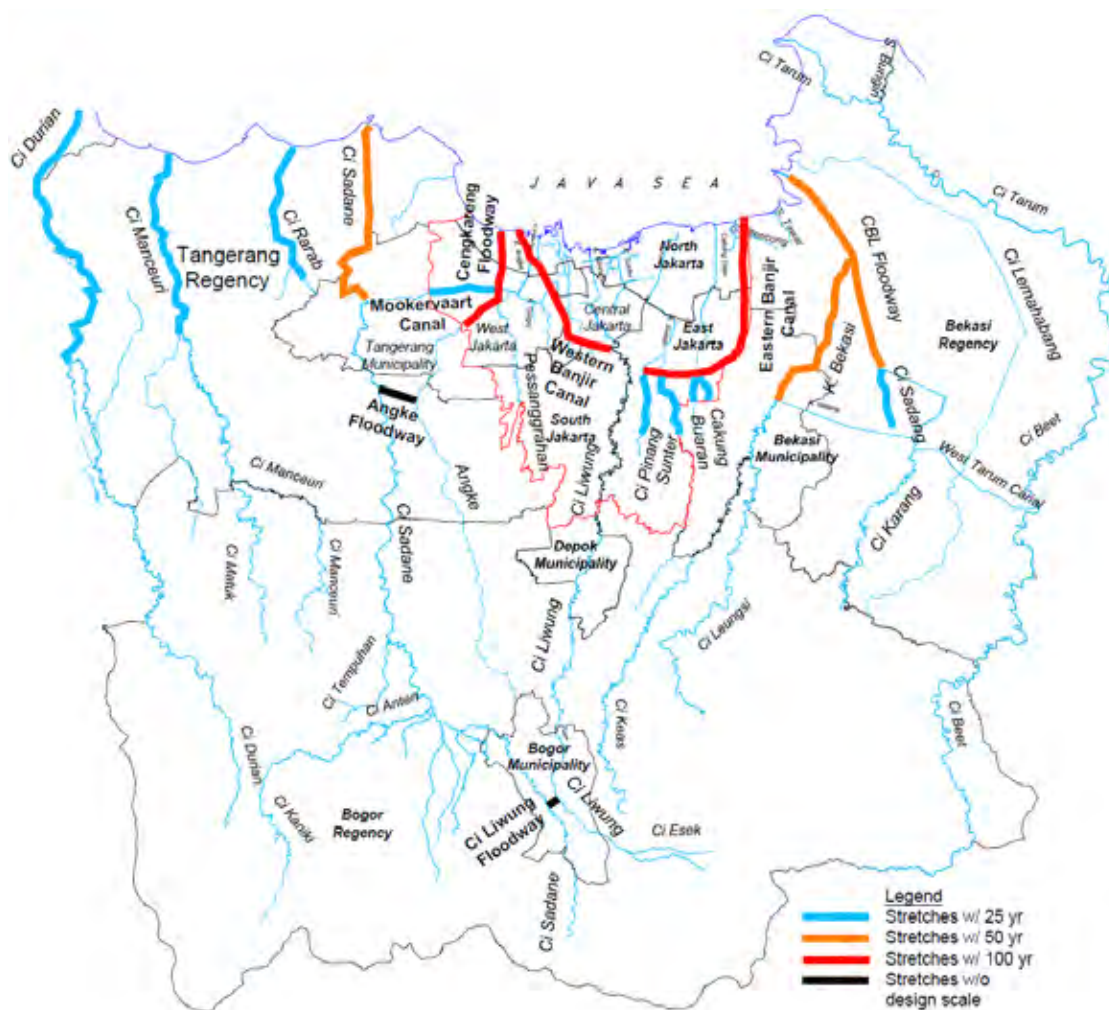 Ci Tarum
S Bungin
Ci Durian
Ci Sadane
J A V A   S E A
Ci Tarum
Ci Manceuri
Ci Rarab
Cengkareng
Floodway
North
Jakarta
CBL Floodway
Ci Lemahabang
Tangerang
Regency
Mookervaart
Canal
West
Jakarta
Central
Jakarta
East
Jakarta
Eastern Banjir
Canal
K. Bekasi
Bekasi
Regency
Tangerang
Municipality
Western
Banjir
Canal
Pessanggrahan
Angke
Floodway
South
Jakarta
Ci Pinang
Sunter
Buaran
Cakung
Bekasi
Municipality
Ci Sadang
Ci Beet
West Tarum Canal
Ci Manceuri
Angke
Ci Liwung
Ci Karang
Ci Sadane
Depok
Municipality
Ci Matuk
Ci Manceuri
Ci Liwung
Ci Leungsi
Ci Tempuhan
Ci Anten
Ci Keas
Ci Durian
Ci Beet
Bogor
Municipality
Ci Kaniki
Bogor
Regency
Ci Liwung
Floodway
Ci Liwung
Ci Esek
Ci Sadane
Legend
Stretches w/ 25 yr
Stretches w/ 50 yr
Stretches w/ 100 yr
Stretches w/o
design scale